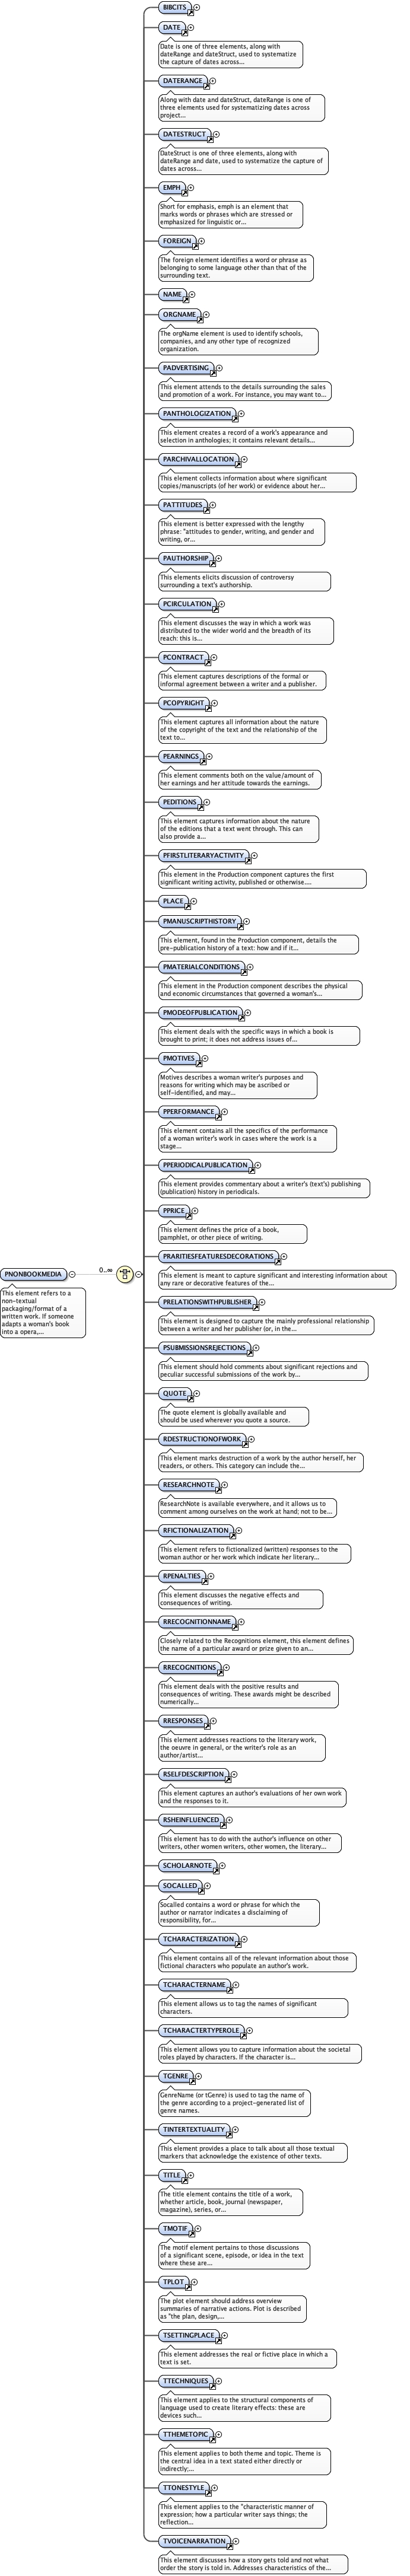 BIBCITS
DATE
Date is one of three elements, along with
dateRange and dateStruct, used to systematize
the capture of dates across...
DATERANGE
Along with date and dateStruct, dateRange is one of
three elements used for systematizing dates across
project...
DATESTRUCT
DateStruct is one of three elements, along with
dateRange and date, used to systematize the capture of
dates across...
EMPH
Short for emphasis, emph is an element that
marks words or phrases which are stressed or
emphasized for linguistic or...
FOREIGN
The foreign element identifies a word or phrase as
belonging to some language other than that of the
surrounding text.
NAME
ORGNAME
The orgName element is used to identify schools,
companies, and any other type of recognized
organization.
PADVERTISING
This element attends to the details surrounding the sales
and promotion of a work. For instance, you may want to...
PANTHOLOGIZATION
This element creates a record of a work's appearance and
selection in anthologies; it contains relevant details...
PARCHIVALLOCATION
This element collects information about where significant
copies/manuscripts (of her work) or evidence about her...
PATTITUDES
This element is better expressed with the lengthy
phrase: "attitudes to gender, writing, and gender and
writing, or...
PAUTHORSHIP
This elements elicits discussion of controversy
surrounding a text's authorship.
PCIRCULATION
This element discusses the way in which a work was
distributed to the wider world and the breadth of its
reach: this is...
PCONTRACT
This element captures descriptions of the formal or
informal agreement between a writer and a publisher.
PCOPYRIGHT
This element captures all information about the nature
of the copyright of the text and the relationship of the
text to...
PEARNINGS
This element comments both on the value/amount of
her earnings and her attitude towards the earnings.
PEDITIONS
This element captures information about the nature
of the editions that a text went through. This can
also provide a...
PFIRSTLITERARYACTIVITY
This element in the Production component captures the first
significant writing activity, published or otherwise....
PLACE
PMANUSCRIPTHISTORY
This element, found in the Production component, details the
pre-publication history of a text: how and if it...
PMATERIALCONDITIONS
This element in the Production component describes the physical
and economic circumstances that governed a woman's...
PMODEOFPUBLICATION
This element deals with the specific ways in which a book is
brought to print; it does not address issues of...
PMOTIVES
Motives describes a woman writer's purposes and
reasons for writing which may be ascribed or
self-identified, and may...
PPERFORMANCE
This element contains all the specifics of the performance
of a woman writer's work in cases where the work is a
stage...
PPERIODICALPUBLICATION
This element provides commentary about a writer's (text's) publishing
(publication) history in periodicals.
PPRICE
This element defines the price of a book,
pamphlet, or other piece of writing.
PRARITIESFEATURESDECORATIONS
This element is meant to capture significant and interesting information about
any rare or decorative features of the...
PNONBOOKMEDIA
0..∞
This element refers to a
non-textual
packaging/format of a
written work. If someone
adapts a woman's book
into a opera,...
PRELATIONSWITHPUBLISHER
This element is designed to capture the mainly professional relationship
between a writer and her publisher (or, in the...
PSUBMISSIONSREJECTIONS
This element should hold comments about significant rejections and
peculiar successful submissions of the work by...
QUOTE
The quote element is globally available and
should be used wherever you quote a source.
RDESTRUCTIONOFWORK
This element marks destruction of a work by the author herself, her
readers, or others. This category can include the...
RESEARCHNOTE
ResearchNote is available everywhere, and it allows us to
comment among ourselves on the work at hand; not to be...
RFICTIONALIZATION
This element refers to fictionalized (written) responses to the
woman author or her work which indicate her literary...
RPENALTIES
This element discusses the negative effects and
consequences of writing.
RRECOGNITIONNAME
Closely related to the Recognitions element, this element defines
the name of a particular award or prize given to an...
RRECOGNITIONS
This element deals with the positive results and
consequences of writing. These awards might be described
numerically...
RRESPONSES
This element addresses reactions to the literary work,
the oeuvre in general, or the writer's role as an
author/artist...
RSELFDESCRIPTION
This element captures an author's evaluations of her own work
and the responses to it.
RSHEINFLUENCED
This element has to do with the author's influence on other
writers, other women writers, other women, the literary...
SCHOLARNOTE
SOCALLED
Socalled contains a word or phrase for which the
author or narrator indicates a disclaiming of
responsibility, for...
TCHARACTERIZATION
This element contains all of the relevant information about those
fictional characters who populate an author's work.
TCHARACTERNAME
This element allows us to tag the names of significant
characters.
TCHARACTERTYPEROLE
This element allows you to capture information about the societal
roles played by characters. If the character is...
TGENRE
GenreName (or tGenre) is used to tag the name of
the genre according to a project-generated list of
genre names.
TINTERTEXTUALITY
This element provides a place to talk about all those textual
markers that acknowledge the existence of other texts.
TITLE
The title element contains the title of a work,
whether article, book, journal (newspaper,
magazine), series, or...
TMOTIF
The motif element pertains to those discussions
of a significant scene, episode, or idea in the text
where these are...
TPLOT
The plot element should address overview
summaries of narrative actions. Plot is described
as "the plan, design,...
TSETTINGPLACE
This element addresses the real or fictive place in which a
text is set.
TTECHNIQUES
This element applies to the structural components of
language used to create literary effects: these are
devices such...
TTHEMETOPIC
This element applies to both theme and topic. Theme is
the central idea in a text stated either directly or
indirectly;...
TTONESTYLE
This element applies to the "characteristic manner of
expression; how a particular writer says things; the
reflection...
TVOICENARRATION
This element discusses how a story gets told and not what
order the story is told in. Addresses characteristics of the...